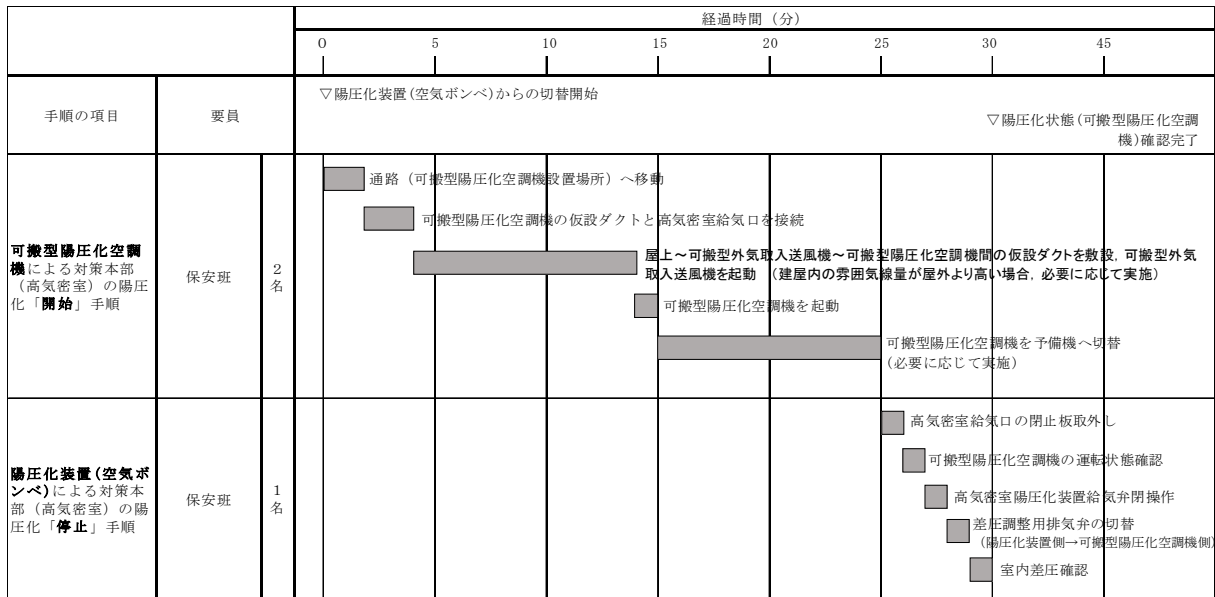 経過時間（分）
0 5 10 15 20 25 30 45
手順の項目
要員
▽陽圧化装置(空気ボンベ)からの切替開始
▽陽圧化状態(可搬型陽圧化空調
機)確認完了
可搬型陽圧化空調
機による対策本部
（高気密室）の陽圧
化「開始」手順
保安班
2
名
通路（可搬型陽圧化空調機設置場所）へ移動
可搬型陽圧化空調機の仮設ダクトと高気密室給気口を接続
屋上～可搬型外気取入送風機～可搬型陽圧化空調機間の仮設ダクトを敷設，可搬型外気
取入送風機を起動　（建屋内の雰囲気線量が屋外より高い場合，必要に応じて実施）
可搬型陽圧化空調機を起動
可搬型陽圧化空調機を予備機へ切替
（必要に応じて実施）
陽圧化装置(空気ボ
ンベ)による対策本
部（高気密室）の陽
圧化「停止」手順
保安班
1
名
高気密室給気口の閉止板取外し
可搬型陽圧化空調機の運転状態確認
高気密室陽圧化装置給気弁閉操作
差圧調整用排気弁の切替
（陽圧化装置側→可搬型陽圧化空調機側）
室内差圧確認